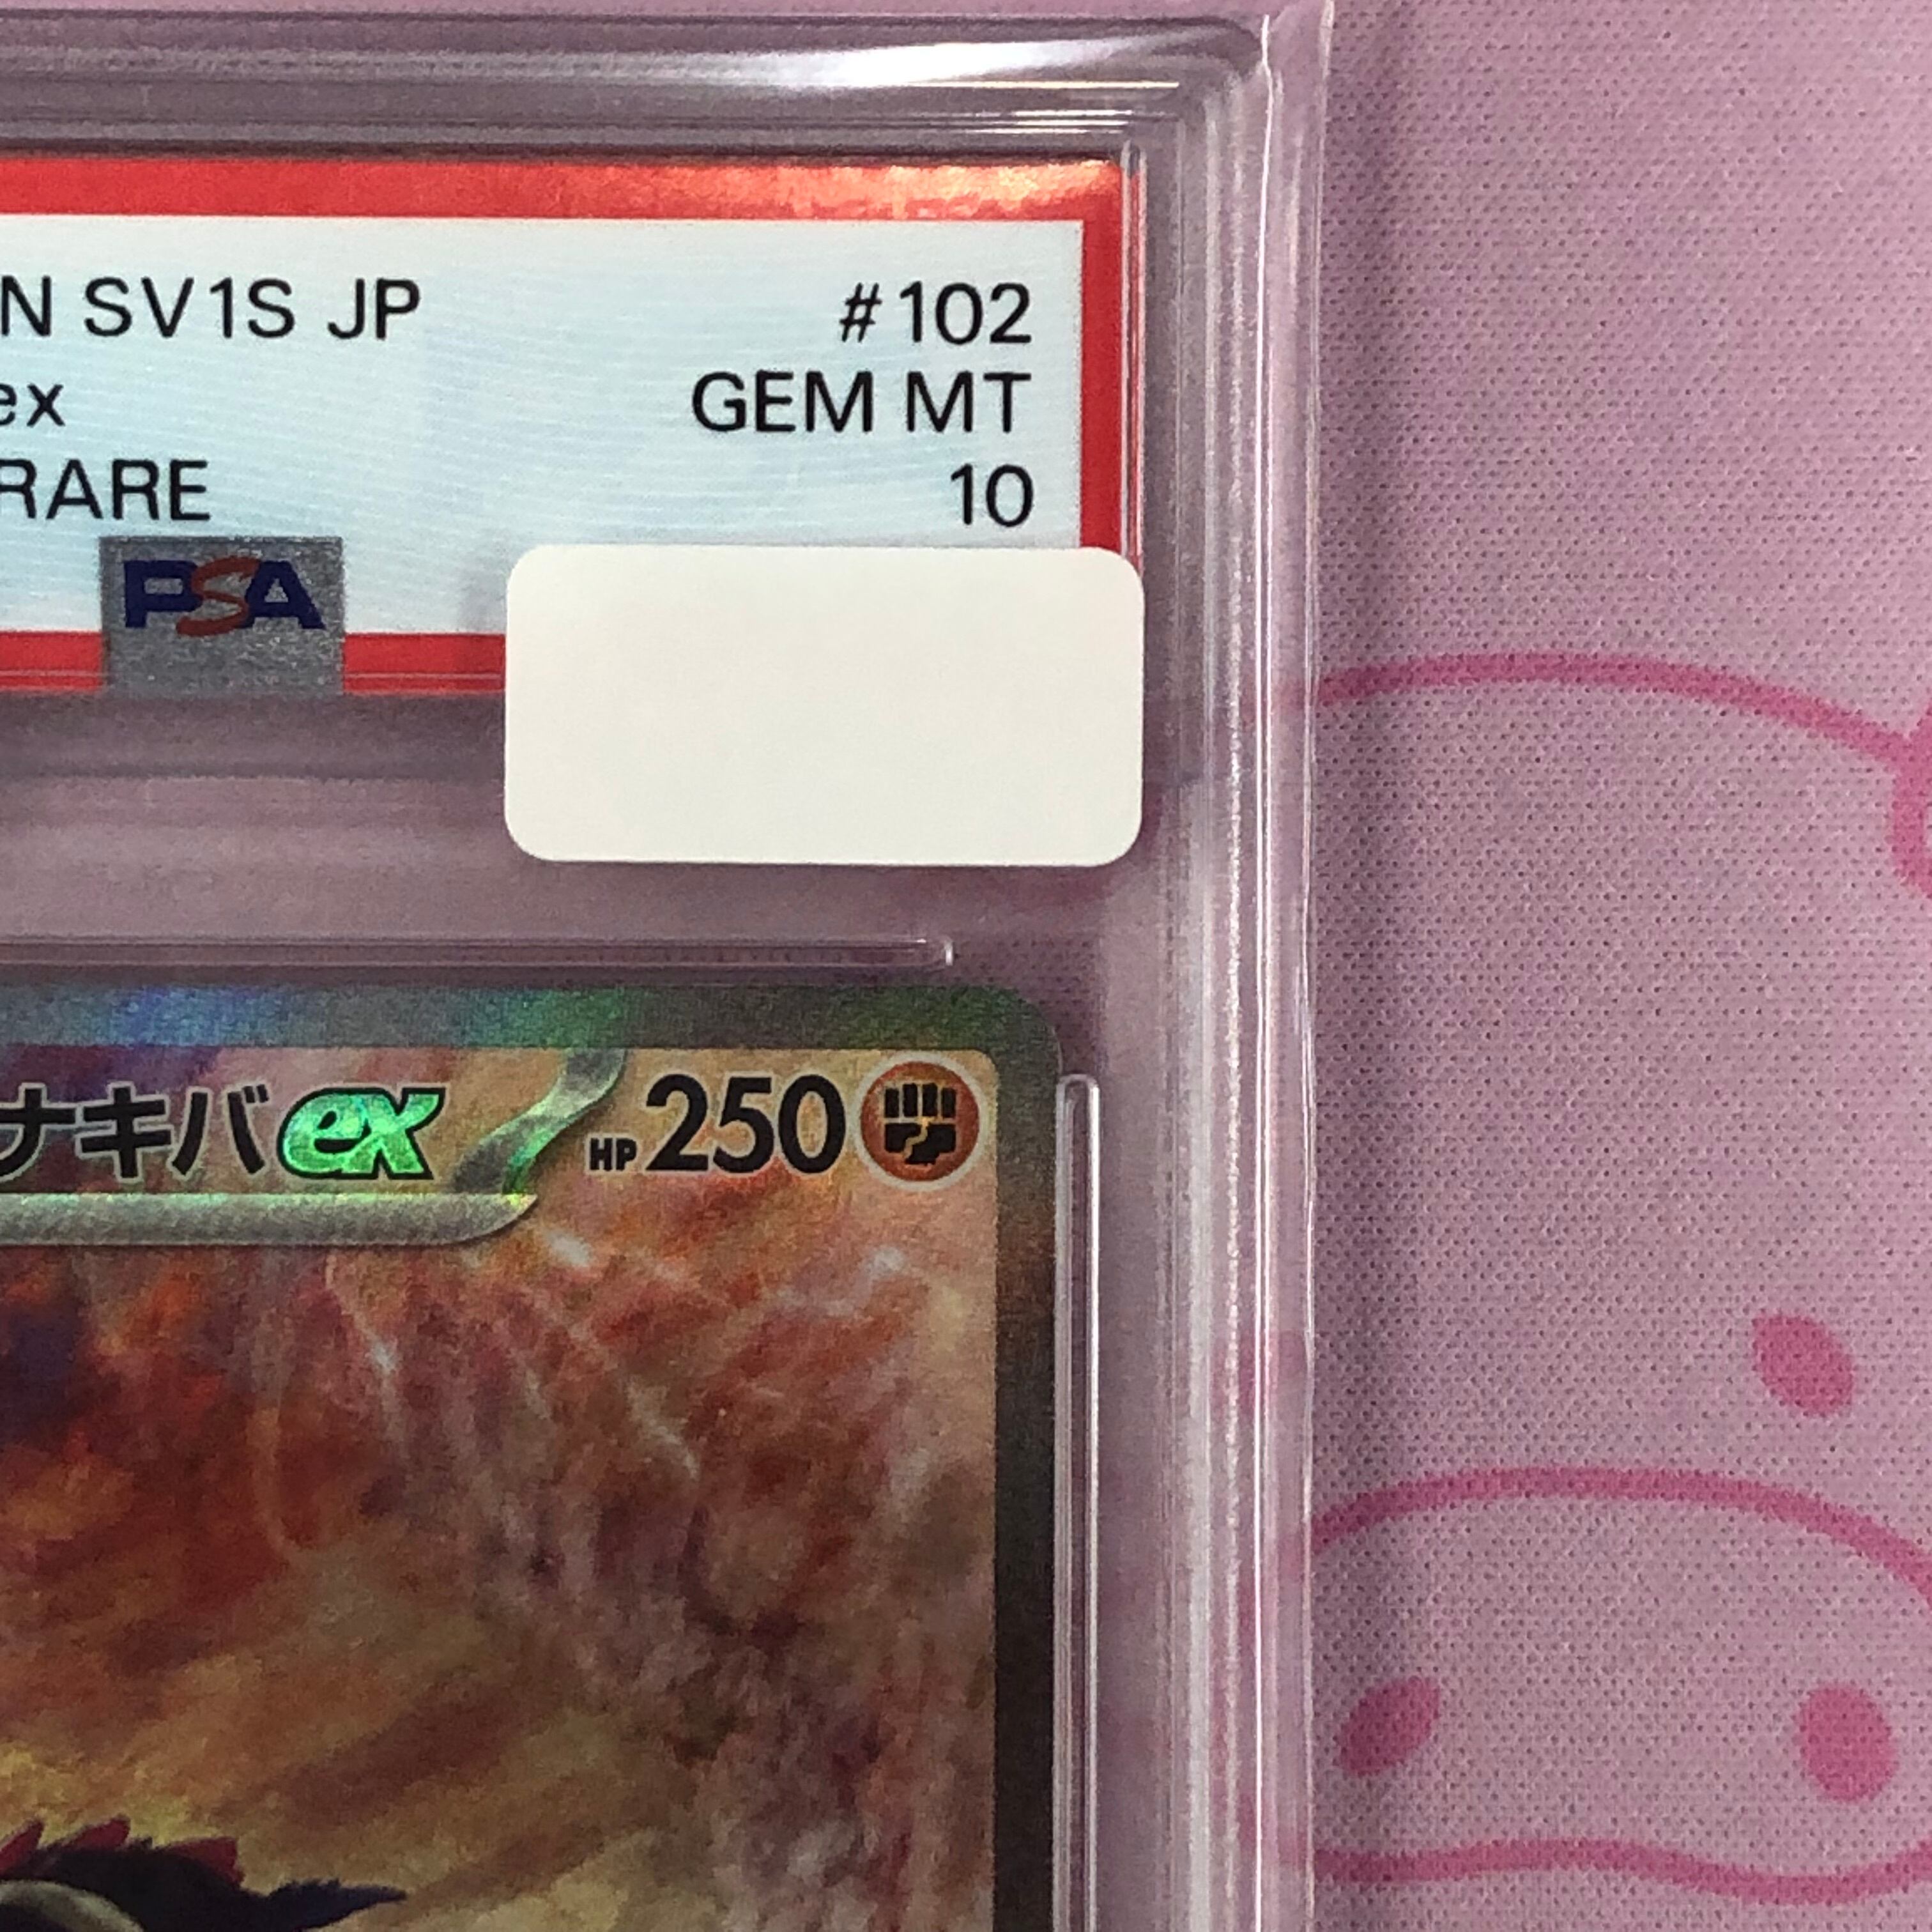 N SV1S JP #102
ex GEM MT
RARE 10
PSA
ナキバex HP250